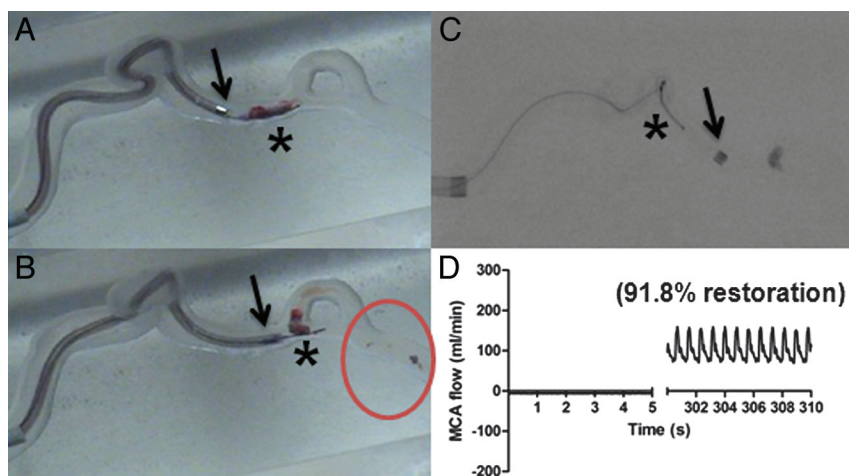 A
*
B
*
C
*
D
300
200
100
0
-100
-200
MCA flow (ml/min)
(91.8% restoration)
1 2 3 4 5 302 304 306 308 310
Time (s)